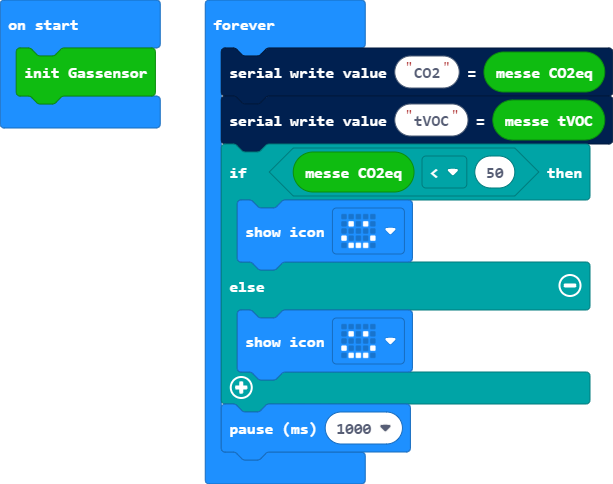 on start
init Gassensor
forever
serial write value "CO2" = messe CO2eq
serial write value "tVOC" = messe tVOC
if messe CO2eq < 50 then
show icon
else
show icon
pause (ms) 1000